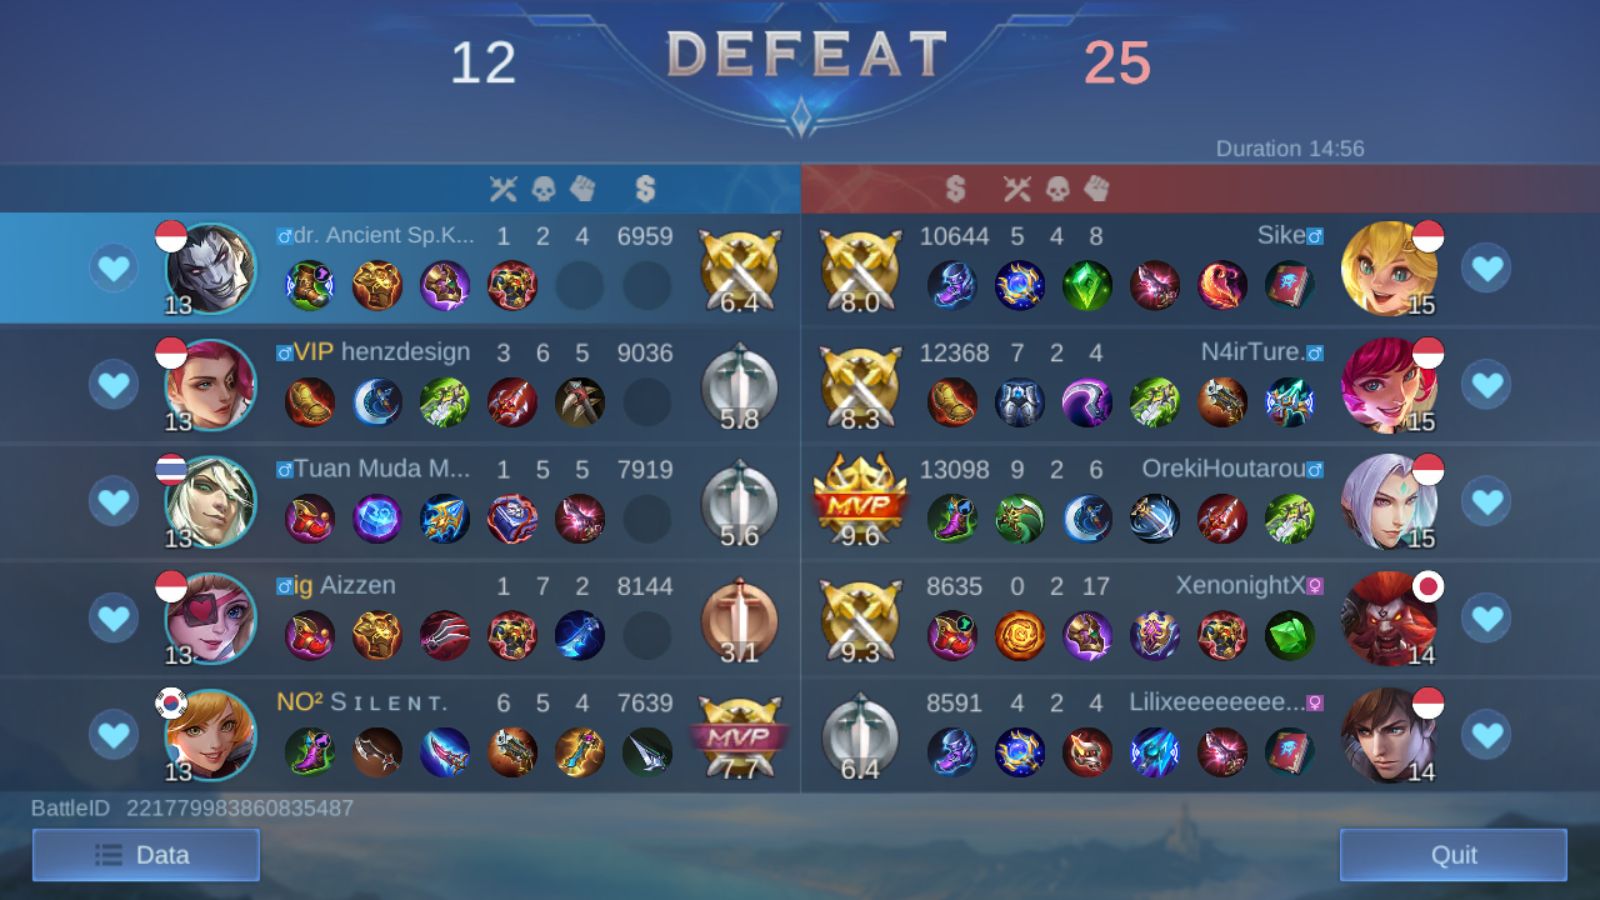 12 DEFEAT 25
Duration 14:56
dr. Ancient Sp.K... 1 2 4 6959
13 6.4
10644 5 4 8 Sike
8.0 15
VIP henzdesign 3 6 5 9036
13 5.8
12368 7 2 4 N4irTure.
8.3 15
Tuan Muda M... 1 5 5 7919
13 5.6
13098 9 2 6 OrekiHoutarou
MVP
9.6 15
ig Aizzen 1 7 2 8144
13 3.1
8635 0 2 17 XenonightX
9.3 14
NO² Sɪʟᴇɴᴛ. 6 5 4 7639
MVP
13 7.7
8591 4 2 4 Lilixeeeeeeee...
6.4 14
BattleID 221779983860835487
Data
Quit